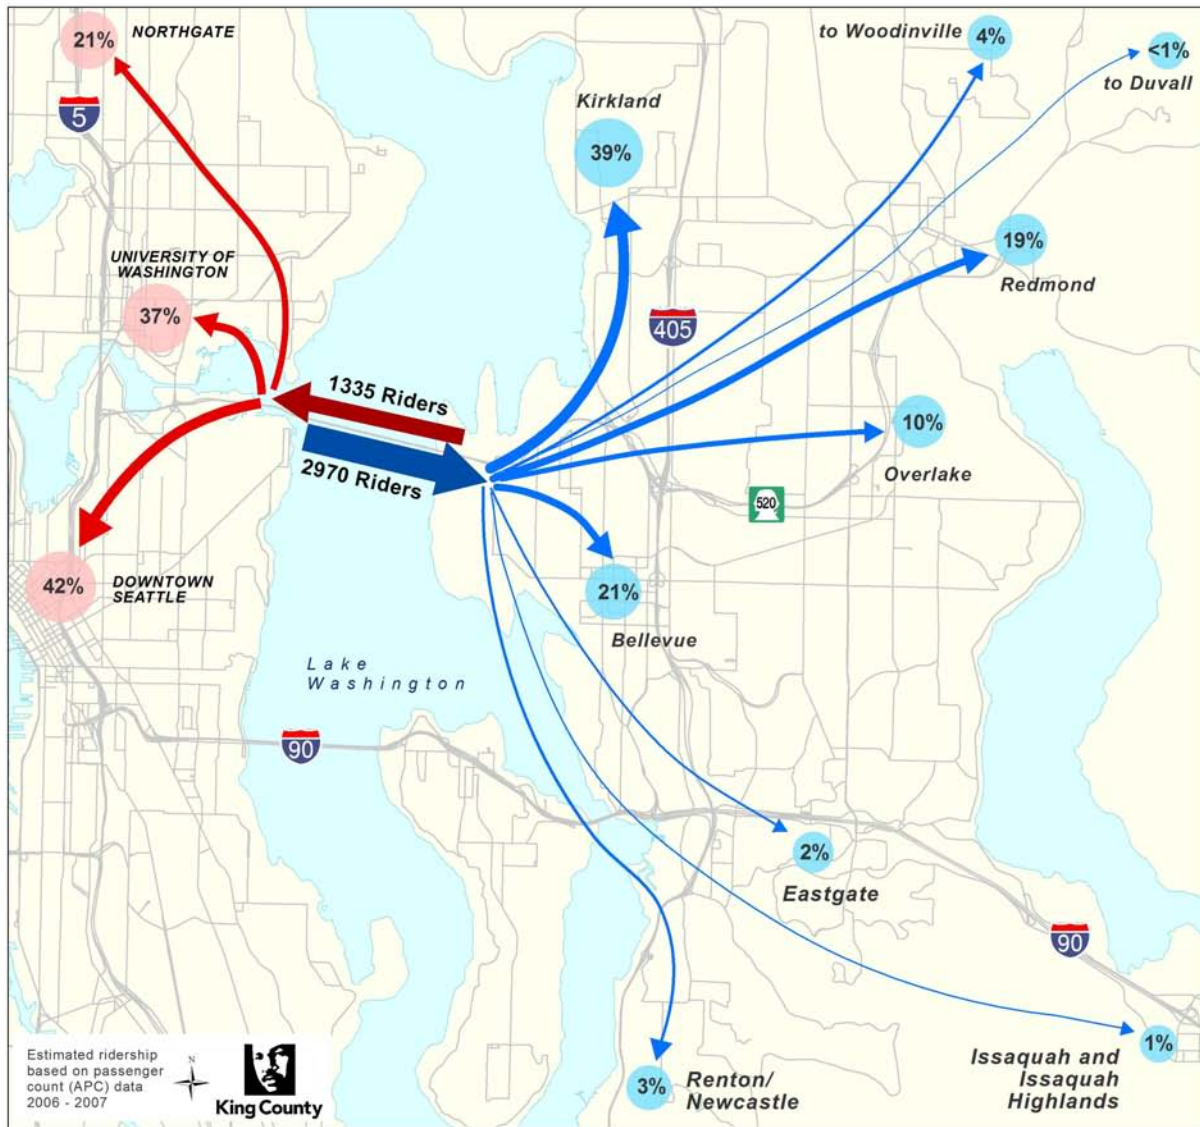 21%
NORTHGATE
to Woodinville
4%
<1%
to Duvall
Kirkland
39%
5
UNIVERSITY OF
WASHINGTON
37%
19%
Redmond
405
1335 Riders
2970 Riders
10%
Overlake
520
42%
DOWNTOWN
SEATTLE
21%
Bellevue
Lake
Washington
90
2%
Eastgate
90
1%
Issaquah and
Issaquah
Highlands
3%
Renton/
Newcastle
Estimated ridership
based on passenger
count (APC) data
2006 - 2007
N
King County